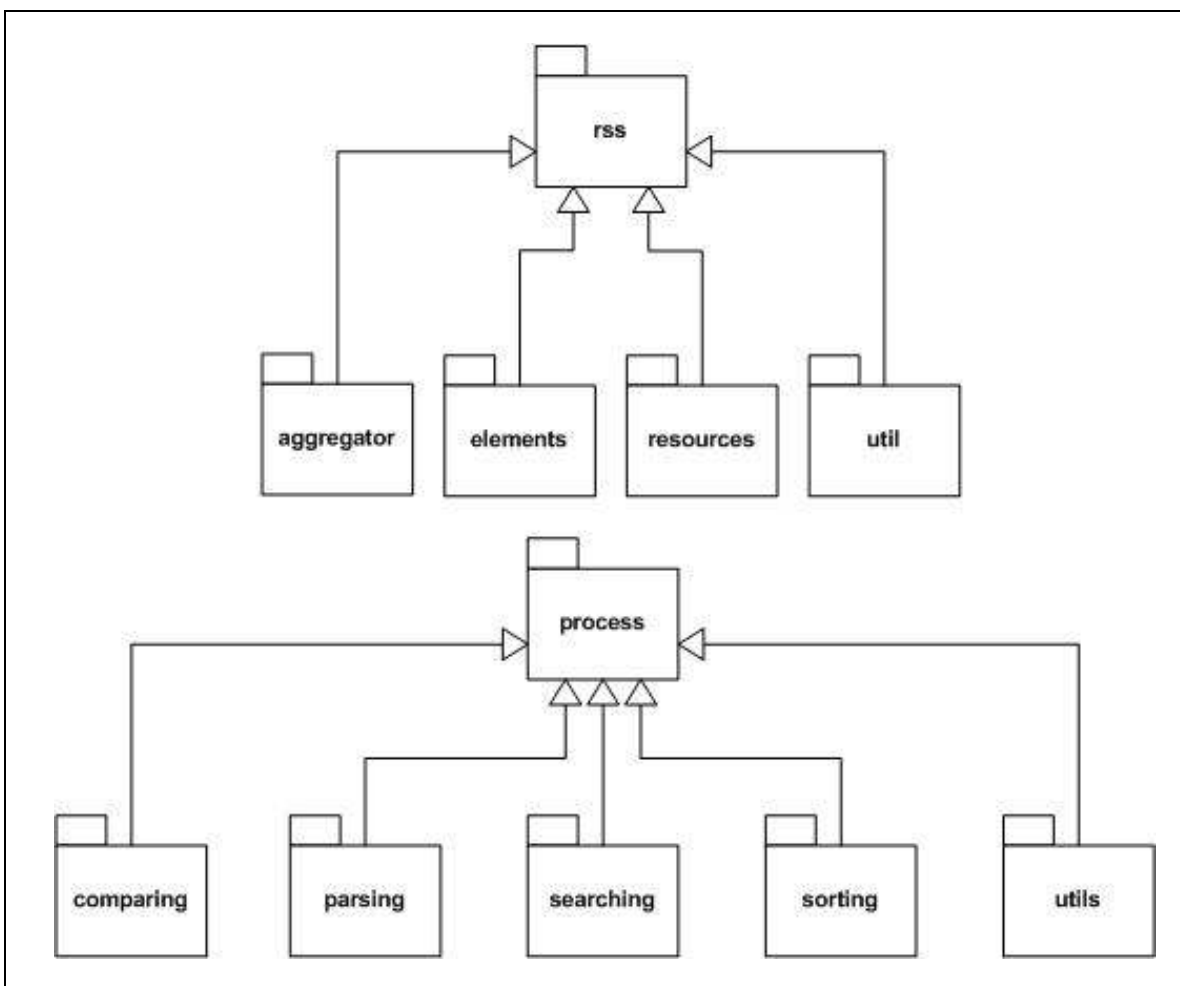 rss
aggregator
elements
resources
util
process
comparing
parsing
searching
sorting
utils